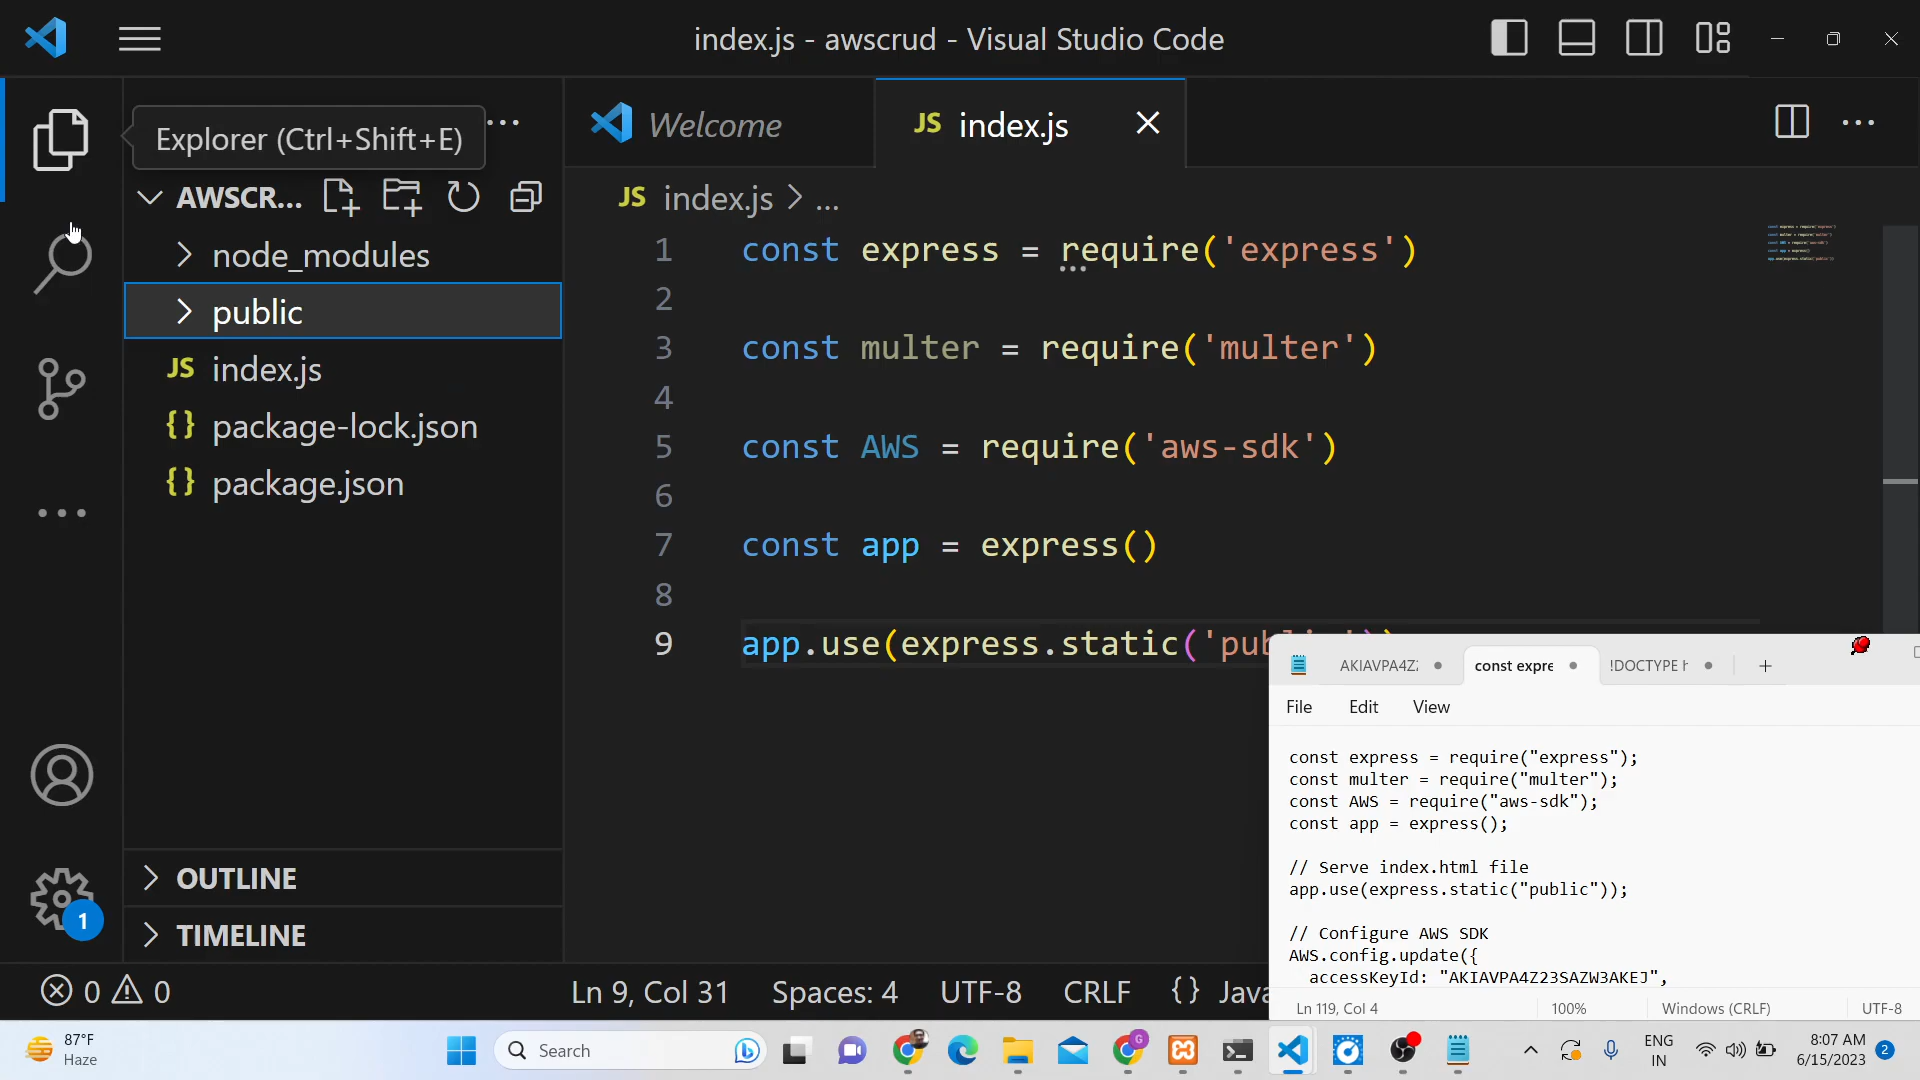 index.js - awscrud - Visual Studio Code
Explorer (Ctrl+Shift+E)
Welcome
JS index.js
AWSCR...
JS index.js > ...
node_modules
public
JS index.js
{} package-lock.json
{} package.json
OUTLINE
TIMELINE
1 const express = require('express')
2
3 const multer = require('multer')
4
5 const AWS = require('aws-sdk')
6
7 const app = express()
8
9 app.use(express.static('pub
AKIAVPA4Z
const expre
!DOCTYPE
File Edit View
const express = require("express");
const multer = require("multer");
const AWS = require("aws-sdk");
const app = express();
// Serve index.html file
app.use(express.static("public"));
// Configure AWS SDK
AWS.config.update({
accessKeyId: "AKIAVPA4Z23SAZW3AKEJ",
Ln 119, Col 4 100% Windows (CRLF) UTF-8
1
0 0 Ln 9, Col 31 Spaces: 4 UTF-8 CRLF {} Java
87°F
Haze
Search
G
ENG
IN
8:07 AM
6/15/2023
2